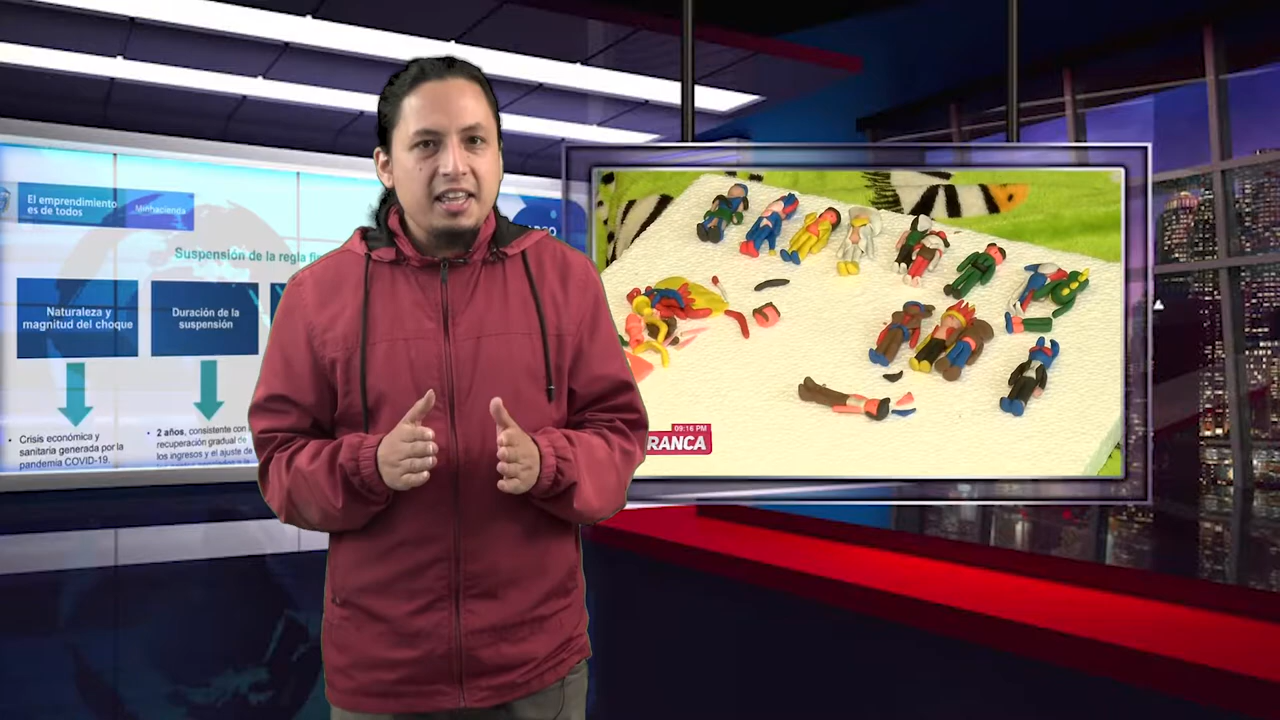 El emprendimiento
es de todos
Minhacienda
Suspensión de la regla
Naturaleza y
magnitud del choque
Duración de la
suspensión
• Crisis económica y
sanitaria generada por la
pandemia COVID-19.
• 2 años, consistente con
recuperación gradual de
los ingresos y el ajuste de
09:16 PM
RANCA